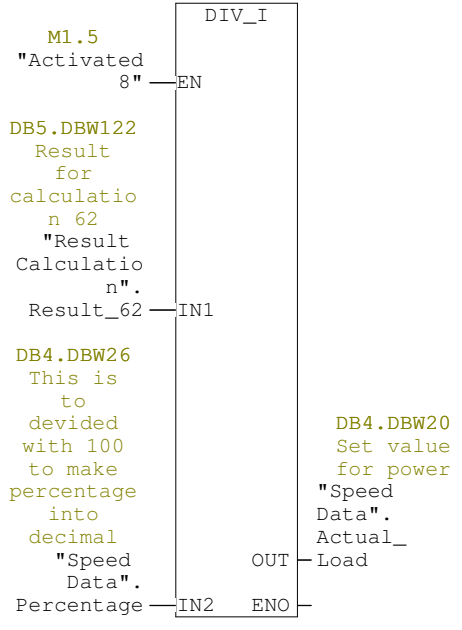 DIV_I
M1.5
"Activated
8"
EN
DB5.DBW122
Result
for
calculatio
n 62
"Result
Calculatio
n".
Result_62
IN1
DB4.DBW26
This is
to
devided
with 100
to make
percentage
into
decimal
"Speed
Data".
Percentage
IN2
DB4.DBW20
Set value
for power
"Speed
Data".
Actual_
Load
OUT
ENO